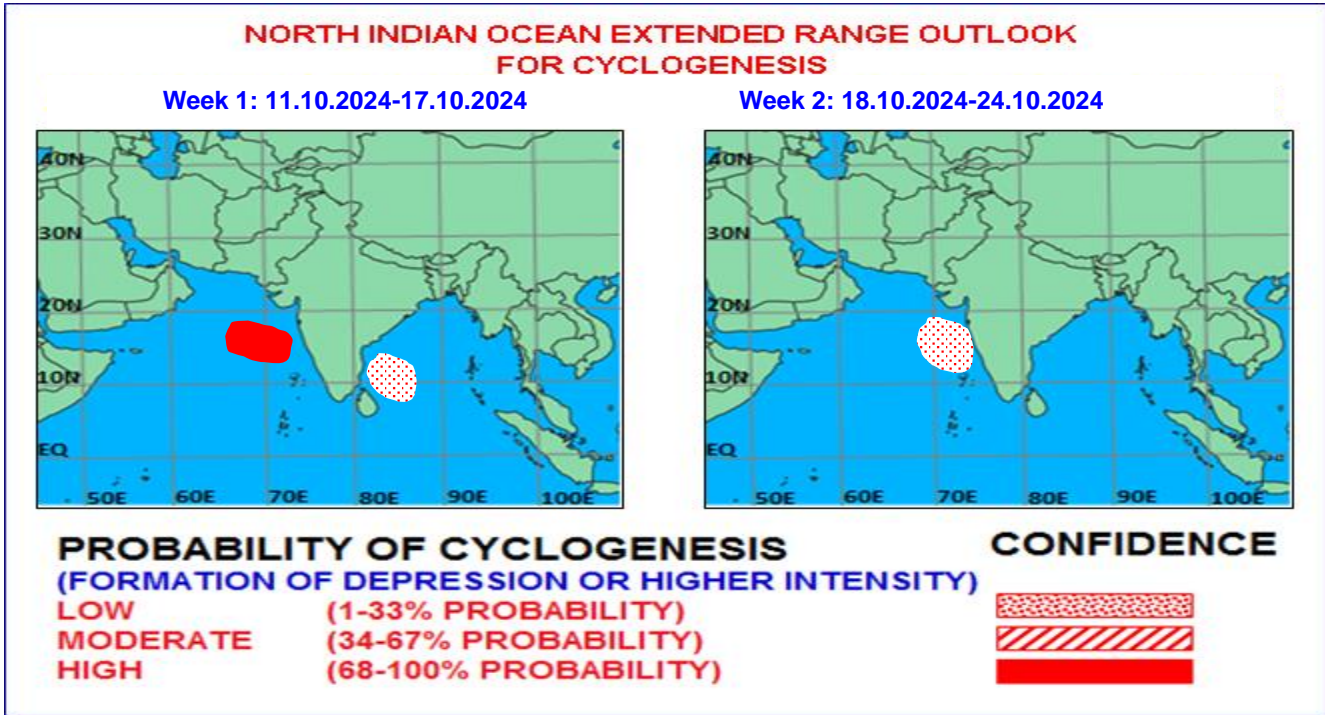 NORTH INDIAN OCEAN EXTENDED RANGE OUTLOOK
FOR CYCLOGENESIS
Week 1: 11.10.2024-17.10.2024
Week 2: 18.10.2024-24.10.2024
40N
30N
20N
10N
EQ
50E 60E 70E 80E 90E 100E
40N
30N
20N
10N
EQ
50E 60E 70E 80E 90E 100E
PROBABILITY OF CYCLOGENESIS
(FORMATION OF DEPRESSION OR HIGHER INTENSITY)
LOW (1-33% PROBABILITY)
MODERATE (34-67% PROBABILITY)
HIGH (68-100% PROBABILITY)
CONFIDENCE